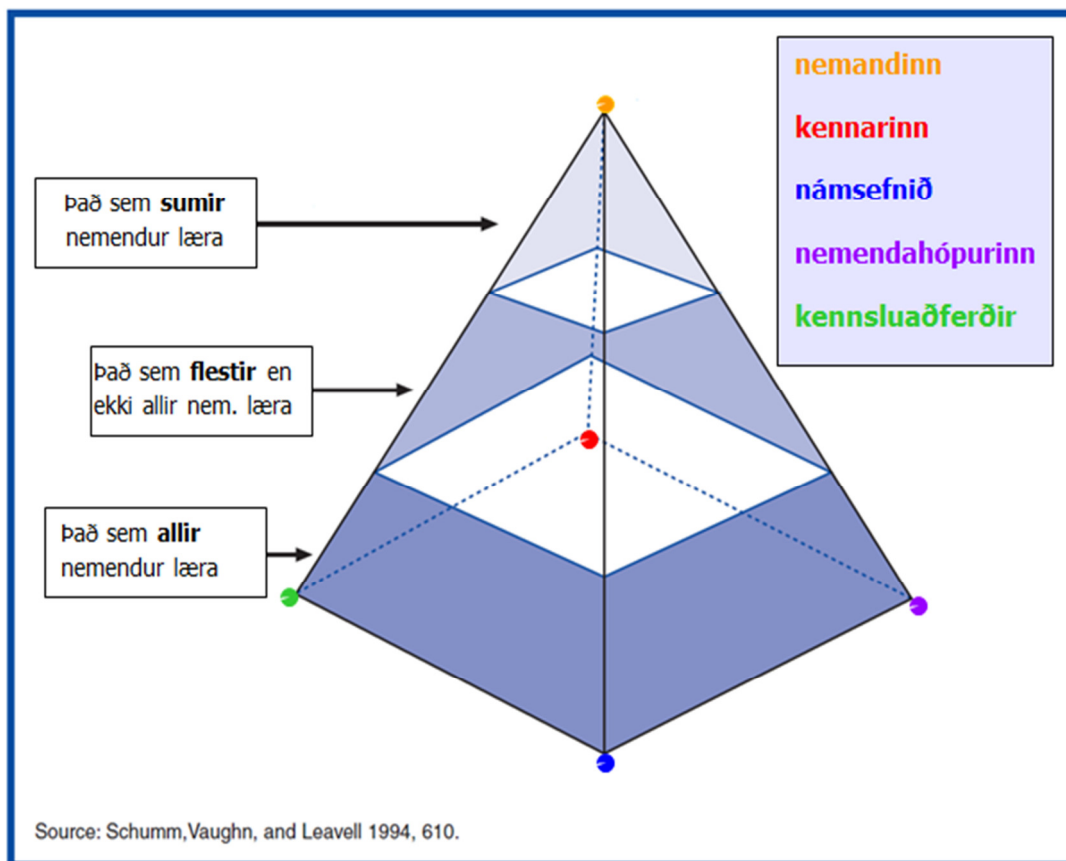 nemandinn
kennarinn
námsefnið
nemendahópurinn
kennsluaðferðir
Það sem sumir
nemendur læra
Það sem flestir en
ekki allir nem. læra
Það sem allir
nemendur læra
Source: Schumm,Vaughn, and Leavell 1994, 610.